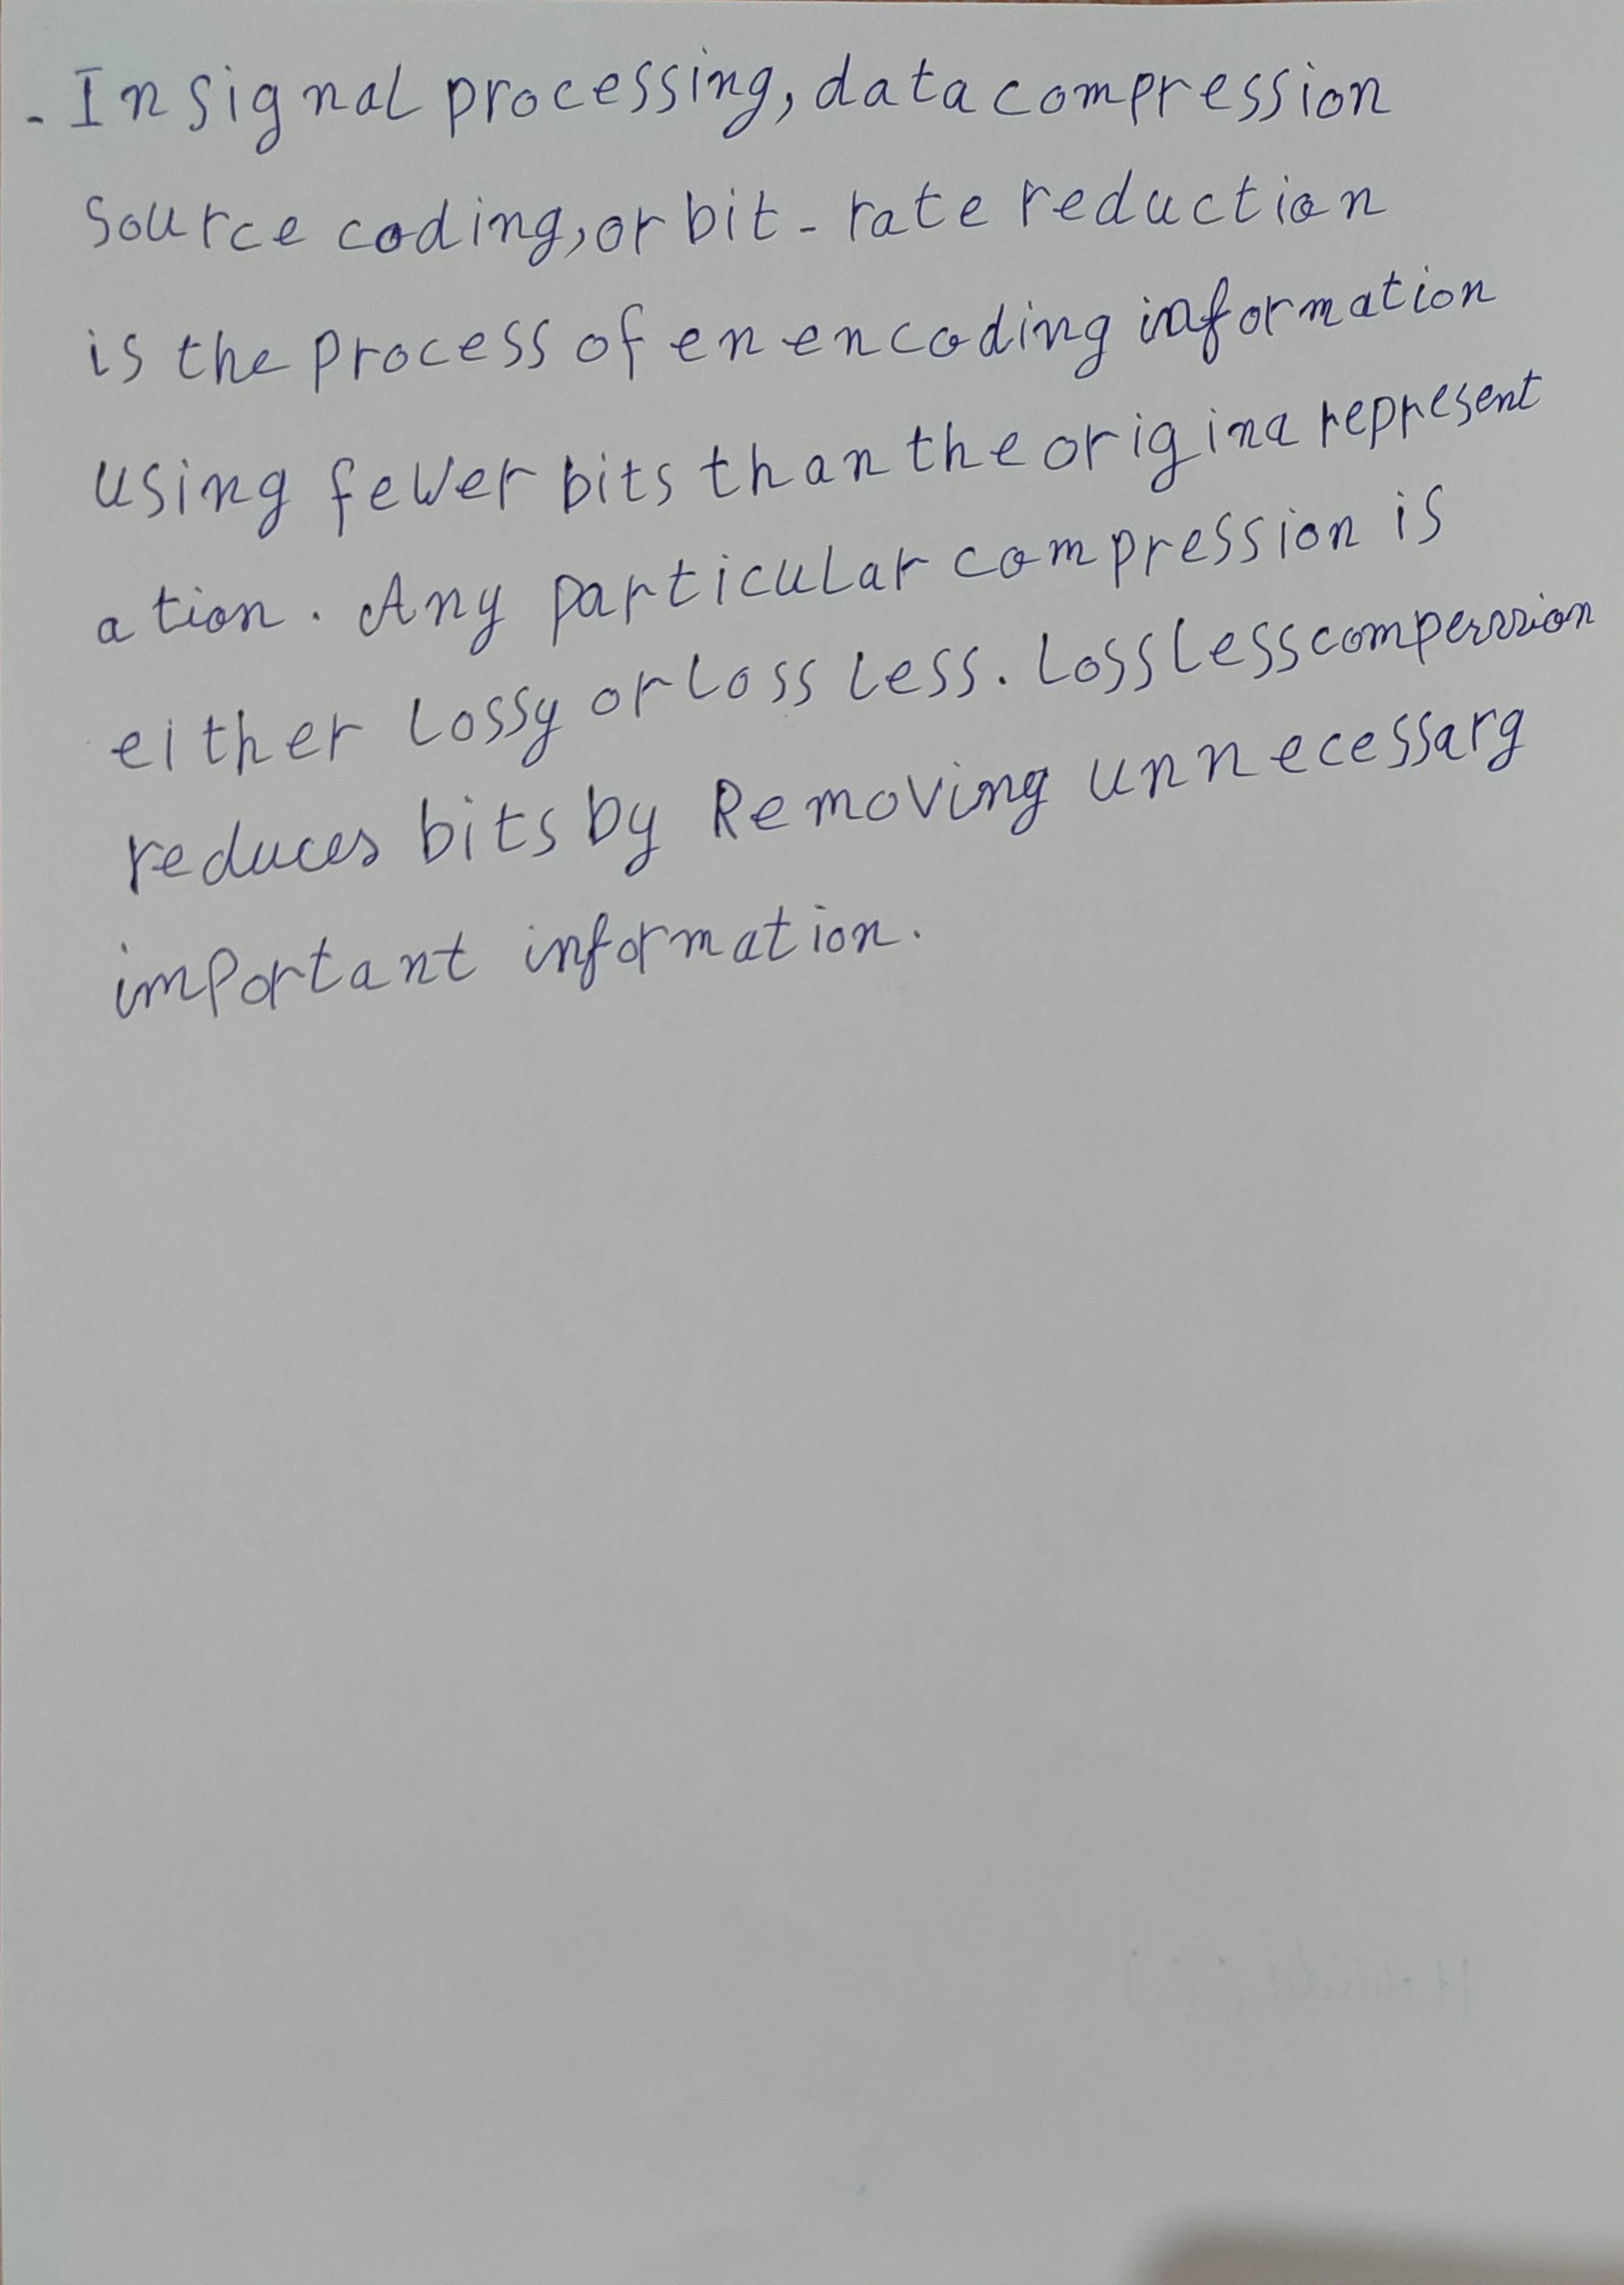 - In signal processing, data compression
source coding, or bit-rate reduction
is the process of en encoding information
using fewer bits than the origina represent
ation. Any particular compression is
either lossy or loss less. Lossless comperssion
reduces bits by Removing unnecessarg
important information.